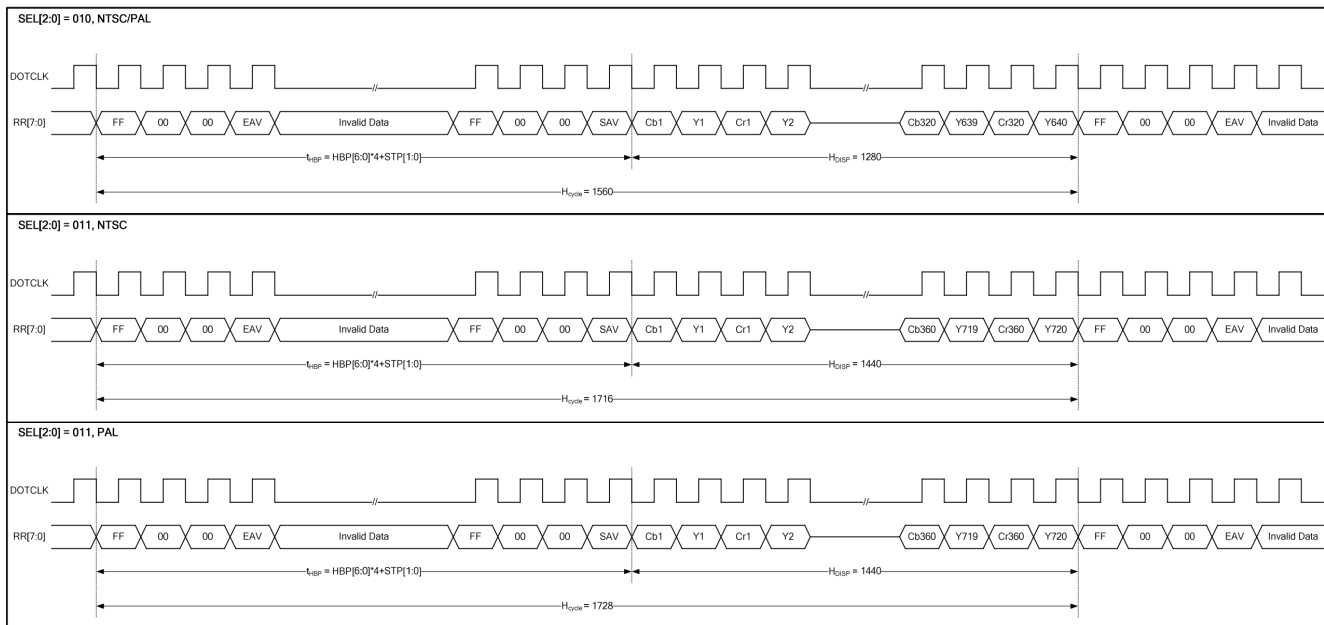 SEL[2:0] = 010, NTSC/PAL
DOTCLK
//
//
RR[7:0] FF 00 00 EAV Invalid Data FF 00 00 SAV Cb1 Y1 Cr1 Y2 Cb320 Y639 Cr320 Y640 FF 00 00 EAV Invalid Data
tHBP = HBP[6:0]*4+STP[1:0] HDISP = 1280
Hcycle = 1560
SEL[2:0] = 011, NTSC
DOTCLK
//
//
RR[7:0] FF 00 00 EAV Invalid Data FF 00 00 SAV Cb1 Y1 Cr1 Y2 Cb360 Y719 Cr360 Y720 FF 00 00 EAV Invalid Data
tHBP = HBP[6:0]*4+STP[1:0] HDISP = 1440
Hcycle = 1716
SEL[2:0] = 011, PAL
DOTCLK
//
//
RR[7:0] FF 00 00 EAV Invalid Data FF 00 00 SAV Cb1 Y1 Cr1 Y2 Cb360 Y719 Cr360 Y720 FF 00 00 EAV Invalid Data
tHBP = HBP[6:0]*4+STP[1:0] HDISP = 1440
Hcycle = 1728